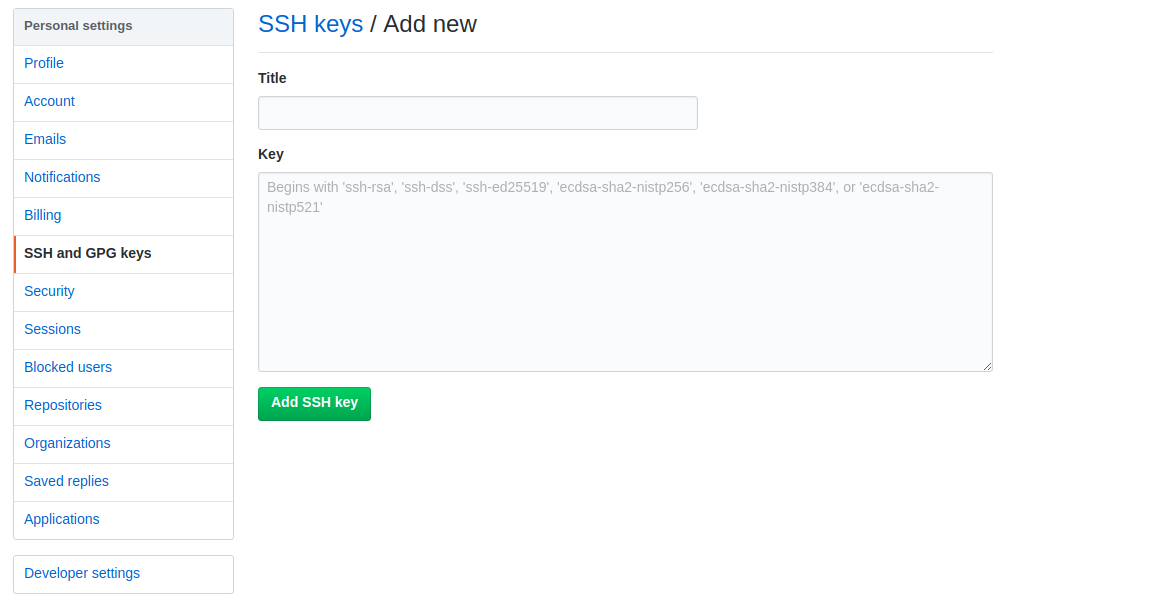 Personal settings
Profile
Account
Emails
Notifications
Billing
SSH and GPG keys
Security
Sessions
Blocked users
Repositories
Organizations
Saved replies
Applications
Developer settings
SSH keys / Add new
Title
Key
Begins with 'ssh-rsa', 'ssh-dss', 'ssh-ed25519', 'ecdsa-sha2-nistp256', 'ecdsa-sha2-nistp384', or 'ecdsa-sha2-
nistp521'
Add SSH key